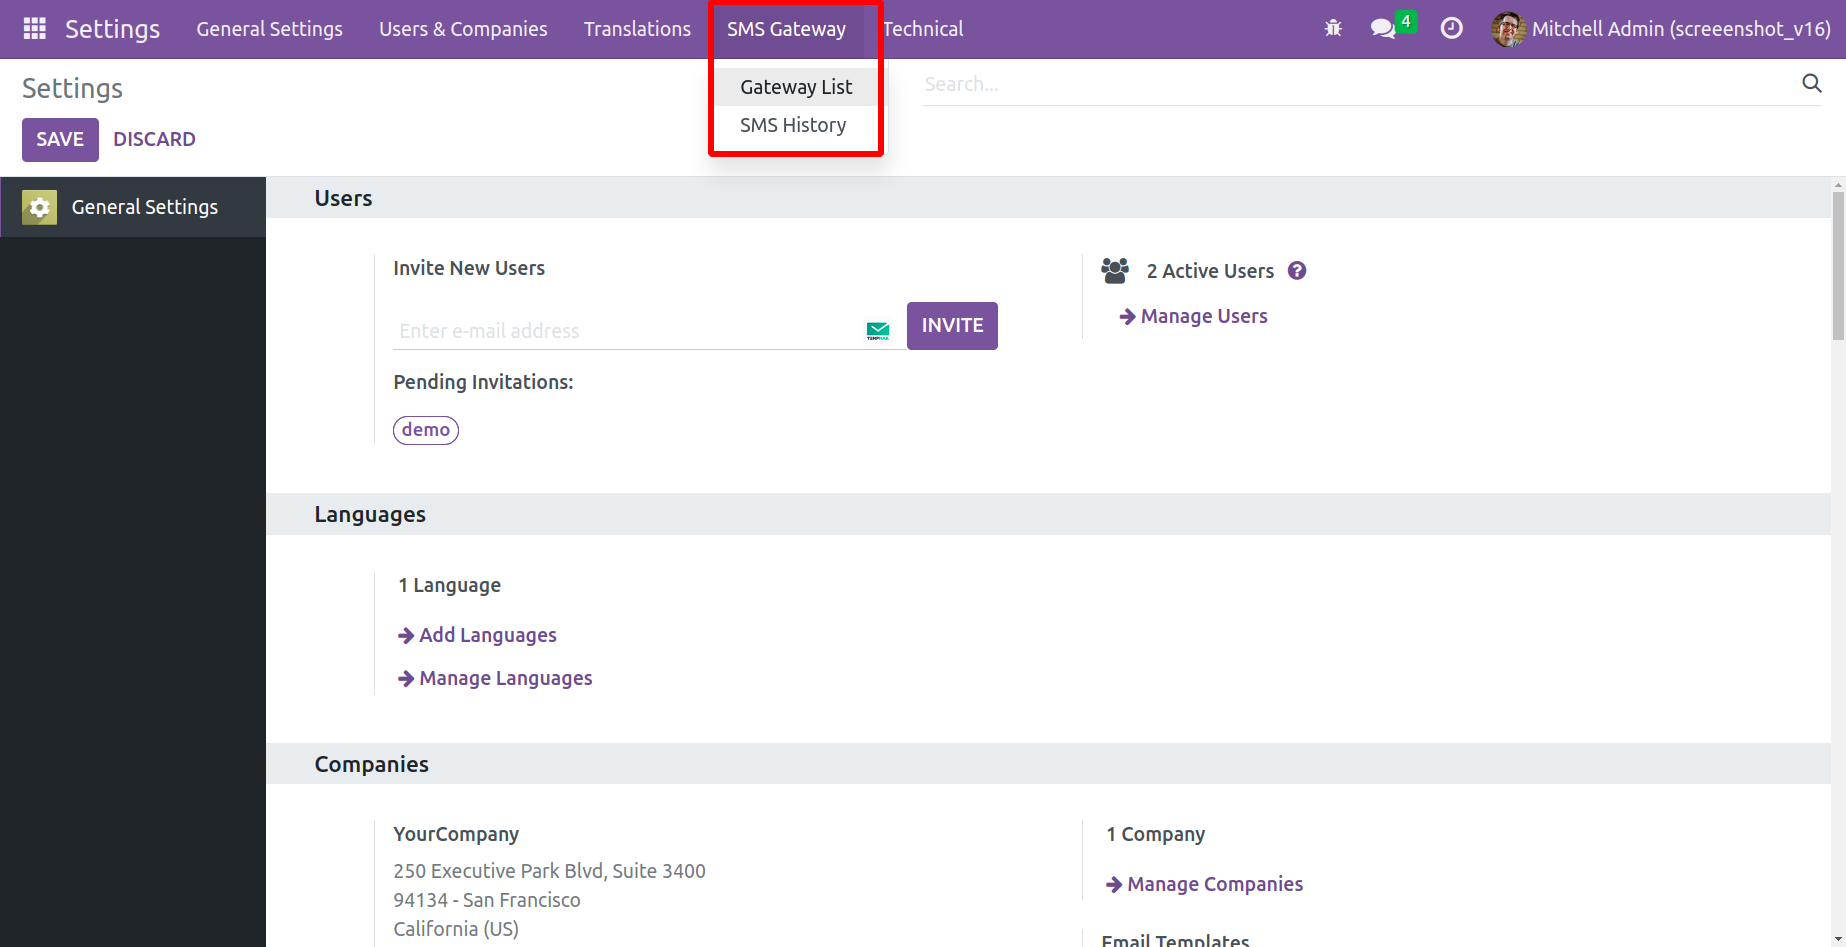 Settings General Settings Users & Companies Translations SMS Gateway Technical 4 Mitchell Admin (screeenshot_v16)
Settings
Gateway List
Search...
SMS History
SAVE DISCARD
General Settings
Users
Invite New Users
2 Active Users ?
Manage Users
Enter e-mail address
INVITE
Pending Invitations:
demo
Languages
1 Language
Add Languages
Manage Languages
Companies
YourCompany
1 Company
250 Executive Park Blvd, Suite 3400
94134 - San Francisco
California (US)
Manage Companies
Email Templates